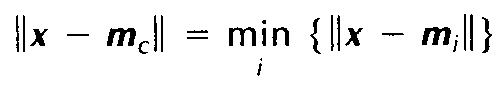 ‖x − m_c‖ = min_i {‖x − m_i‖}